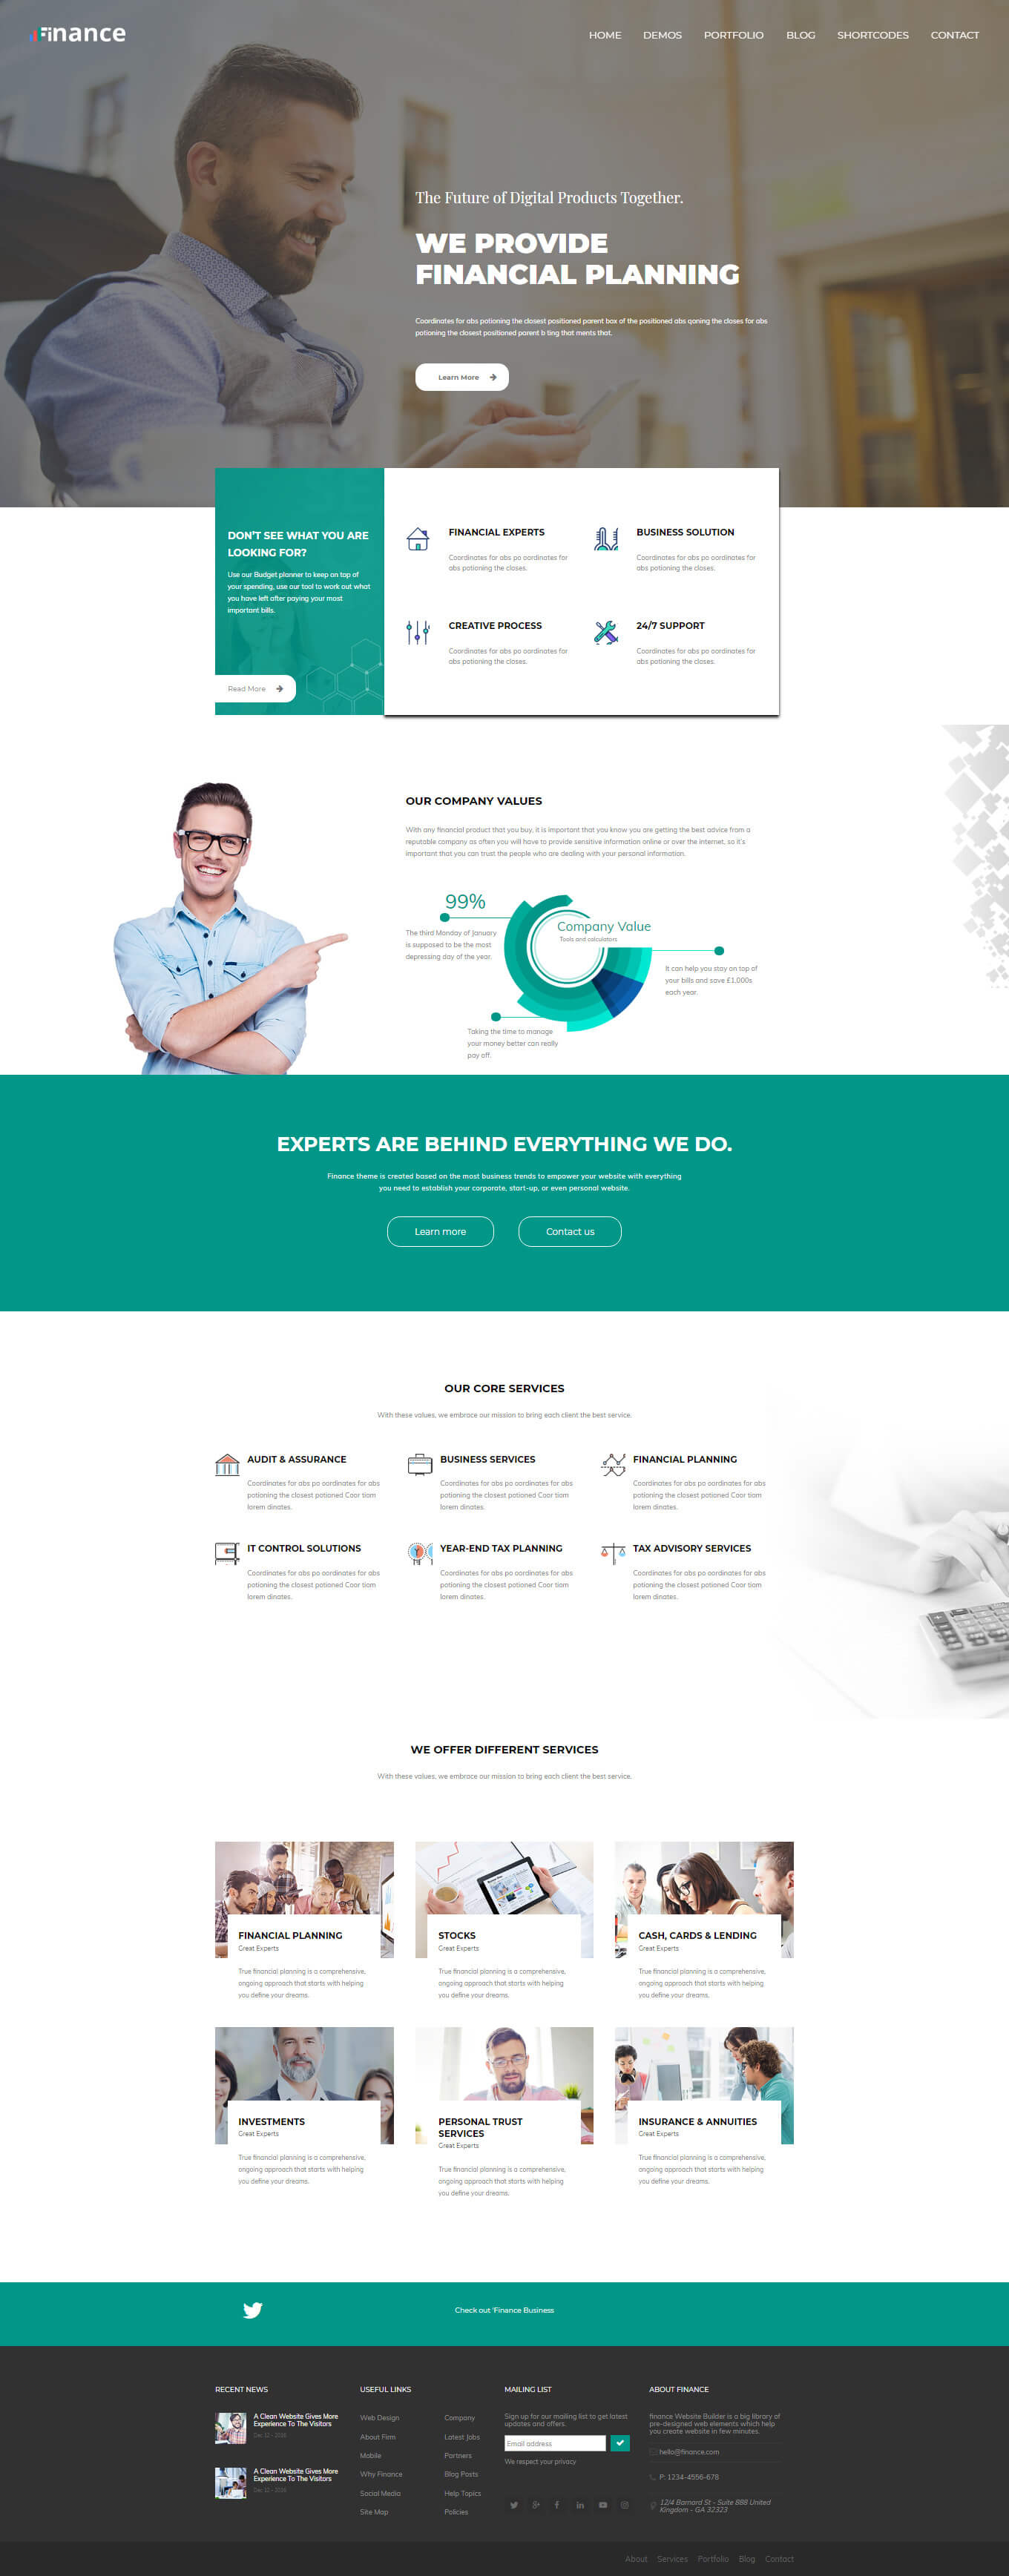 Finance
HOME DEMOS PORTFOLIO BLOG SHORTCODES CONTACT
The Future of Digital Products Together.
WE PROVIDE
FINANCIAL PLANNING
Coordinates for abs potioning the closest positioned parent box of the positioned abs qoning the closes for abs
potioning the closest positioned parent b ting that ments that.
Learn More
DON'T SEE WHAT YOU ARE
LOOKING FOR?
Use our Budget planner to keep on top of
your spending, use our tool to work out what
you have left after paying your most
important bills.
Read More
FINANCIAL EXPERTS
Coordinates for abs po oordinates for
abs potioning the closes.
BUSINESS SOLUTION
Coordinates for abs po oordinates for
abs potioning the closes.
CREATIVE PROCESS
Coordinates for abs po oordinates for
abs potioning the closes.
24/7 SUPPORT
Coordinates for abs po oordinates for
abs potioning the closes.
OUR COMPANY VALUES
With any financial product that you buy, it is important that you know you are getting the best advice from a
reputable company as often you will have to provide sensitive information online or over the internet, so it's
important that you can trust the people who are dealing with your personal information.
99%
The third Manday of January
is supposed to be the most
depressing day of the year.
Company Value
Tools and calculators
It can help you stay on top of
your bills and save £1,000s
each year.
Taking the time to manage
your money better can really
pay off.
EXPERTS ARE BEHIND EVERYTHING WE DO.
Finance theme is created based on the most business trends to empower your website with everything
you need to establish your corporate, start-up, or even personal website.
Learn more
Contact us
OUR CORE SERVICES
With these values, we embrace our mission to bring each client the best service.
AUDIT & ASSURANCE
Coordinates for abs po oordinates for abs
potioning the closest potioned Coor tiam
lorem dinates.
BUSINESS SERVICES
Coordinates for abs po oordinates for abs
potioning the closest potioned Coor tiam
lorem dinates.
FINANCIAL PLANNING
Coordinates for abs po oordinates for abs
potioning the closest potioned Coor tiam
lorem dinates.
IT CONTROL SOLUTIONS
Coordinates for abs po oordinates for abs
potioning the closest potioned Coor tiam
lorem dinates.
YEAR-END TAX PLANNING
Coordinates for abs po oordinates for abs
potioning the closest potioned Coor tiam
lorem dinates.
TAX ADVISORY SERVICES
Coordinates for abs po oordinates for abs
potioning the closest potioned Coor tiam
lorem dinates.
WE OFFER DIFFERENT SERVICES
With these values, we embrace our mission to bring each client the best service.
FINANCIAL PLANNING
Great Experts
True financial planning is a comprehensive,
ongoing approach that starts with helping
you define your dreams.
STOCKS
Great Experts
True financial planning is a comprehensive,
ongoing approach that starts with helping
you define your dreams.
CASH, CARDS & LENDING
Great Experts
True financial planning is a comprehensive,
ongoing approach that starts with helping
you define your dreams.
INVESTMENTS
Great Experts
True financial planning is a comprehensive,
ongoing approach that starts with helping
you define your dreams.
PERSONAL TRUST
SERVICES
Great Experts
True financial planning is a comprehensive,
ongoing approach that starts with helping
you define your dreams.
INSURANCE & ANNUITIES
Great Experts
True financial planning is a comprehensive,
ongoing approach that starts with helping
you define your dreams.
Check out 'Finance Business
RECENT NEWS
A Clean Website Gives More
Experience To The Visitors
Dec 12 - 2016
A Clean Website Gives More
Experience To The Visitors
Dec 12 - 2016
USEFUL LINKS
Web Design
About Firm
Mobile
Why Finance
Social Media
Site Map
Company
Latest Jobs
Partners
Blog Posts
Help Topics
Policies
MAILING LIST
Sign up for our mailing list to get latest
updates and offers.
Email address
We respect your privacy
ABOUT FINANCE
finance Website Builder is a big library of
pre-designed web elements which help
you create website in few minutes.
hello@finance.com
P: 1234-4556-678
12/4 Barnard St - Suite 888 United
Kingdom - GA 32323
About Services Portfolio Blog Contact